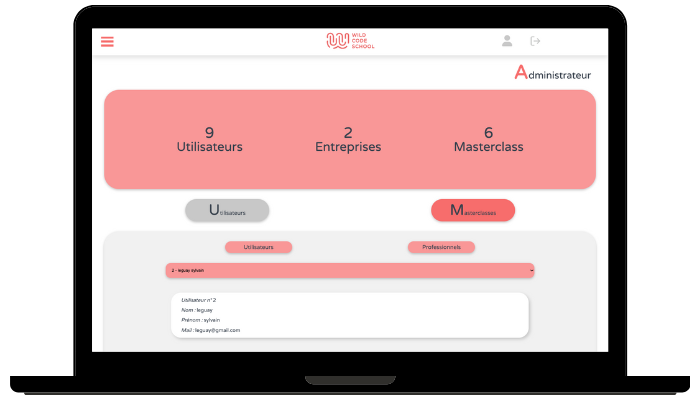 WILD
CODE
SCHOOL
Administrateur
9 2 6
Utilisateurs Entreprises Masterclass
Utilisateurs Masterclasses
Utilisateurs Professionnels
2 - leguay sylvain
Utilisateur n° 2
Nom : leguay
Prénom : sylvain
Mail : leguay@gmail.com